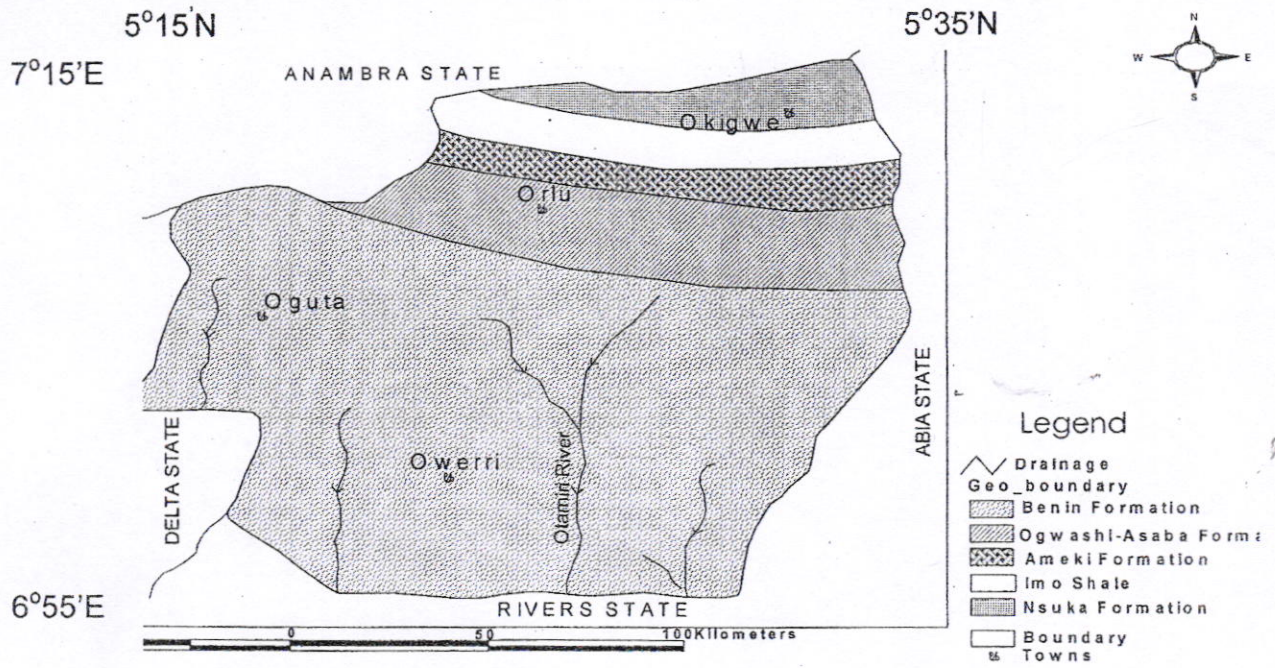 5°15'N
5°35'N
7°15'E
ANAMBRA STATE
N
W
E
S
Okigwe
Orlu
Oguta
ABIA STATE
DELTA STATE
Owerri
Otamiri River
Legend
Drainage
Geo_boundary
Benin Formation
Ogwashi-Asaba Forma
Ameki Formation
Imo Shale
Nsuka Formation
Boundary
Towns
6°55'E
RIVERS STATE
0
50
100Kilometers